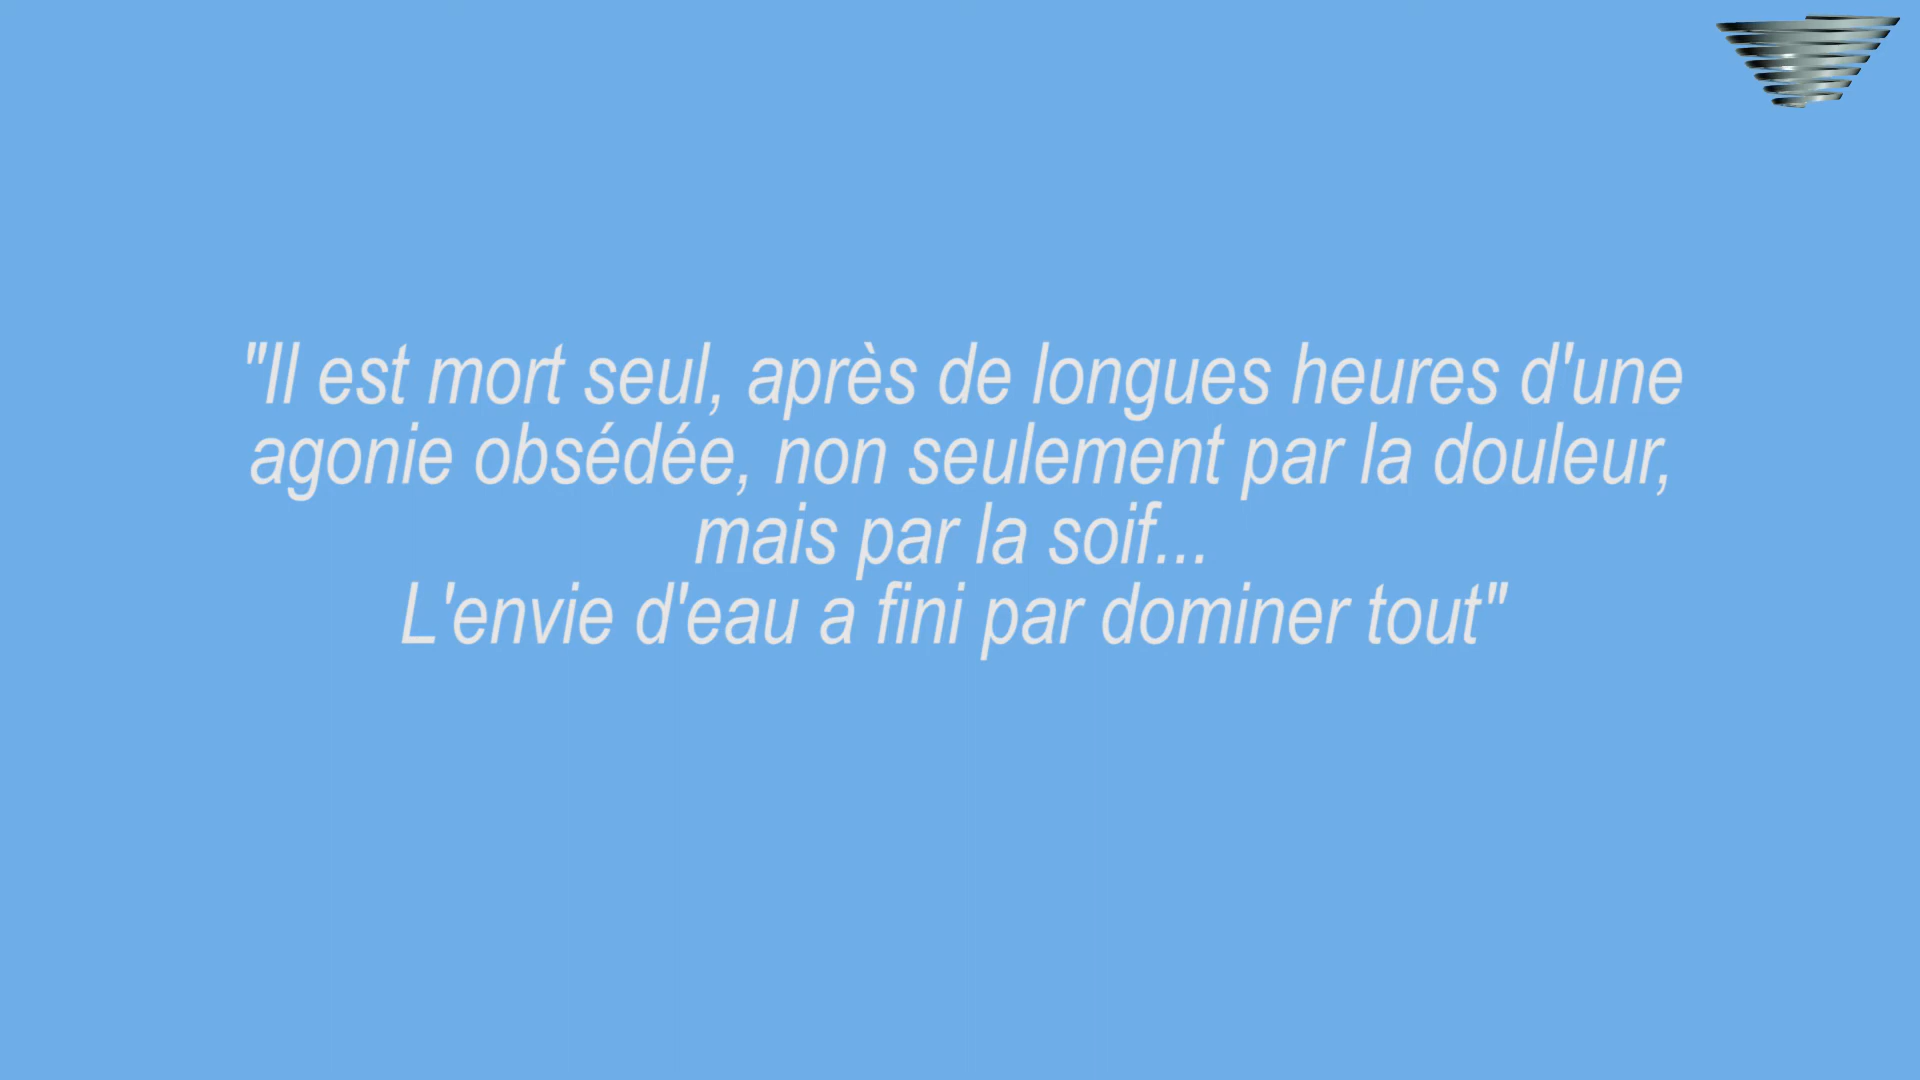 "Il est mort seul, après de longues heures d'une
agonie obsédée, non seulement par la douleur,
mais par la soif...
L'envie d'eau a fini par dominer tout"